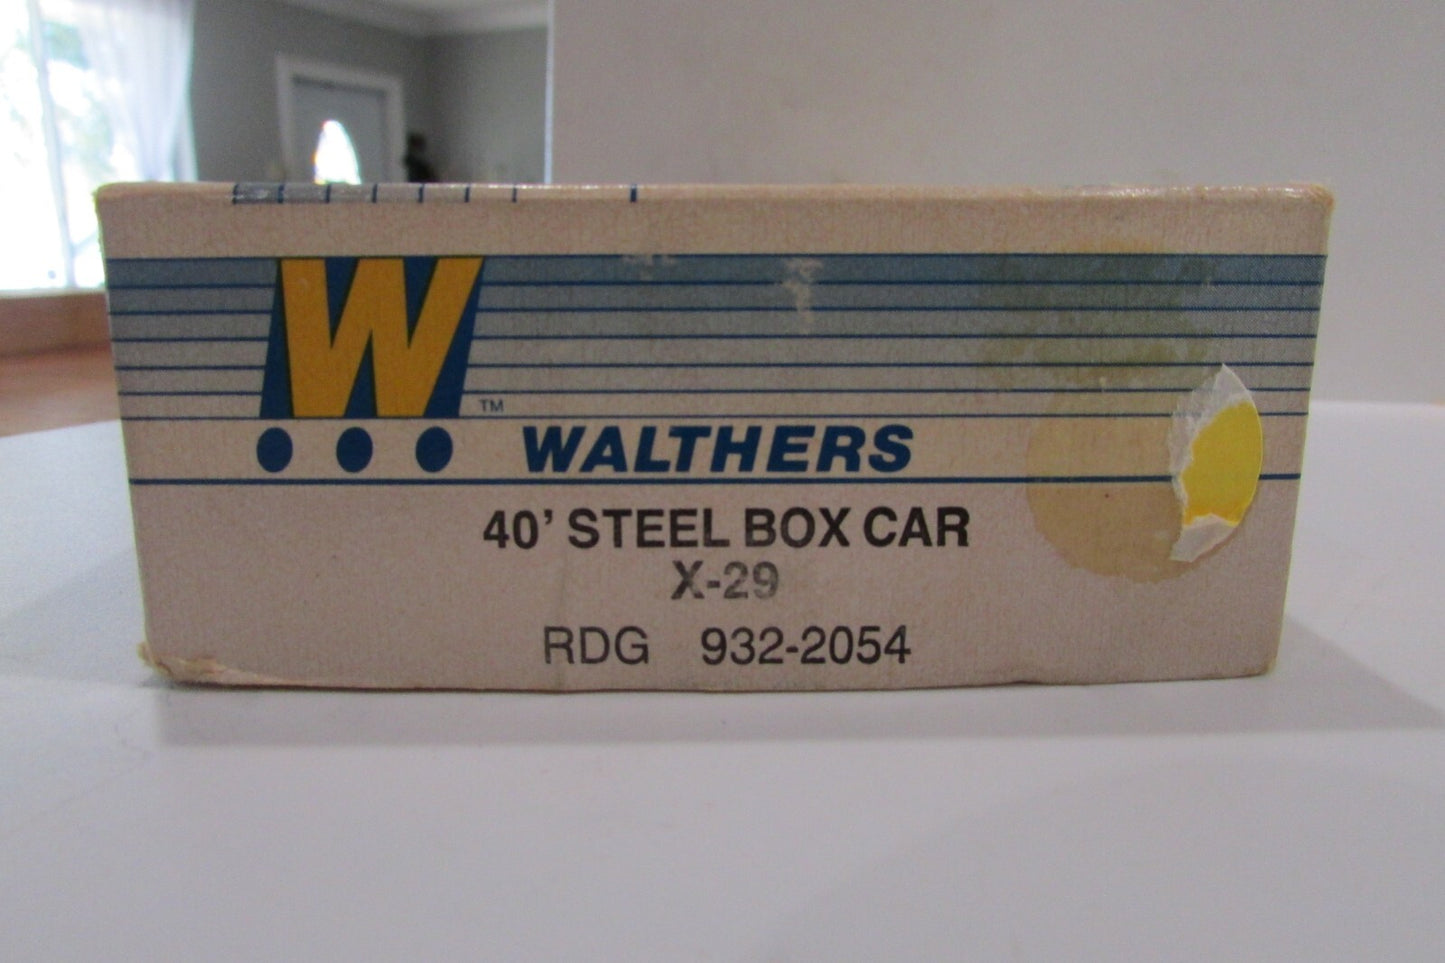 W ™
WALTHERS
40' STEEL BOX CAR
X-29
RDG 932-2054